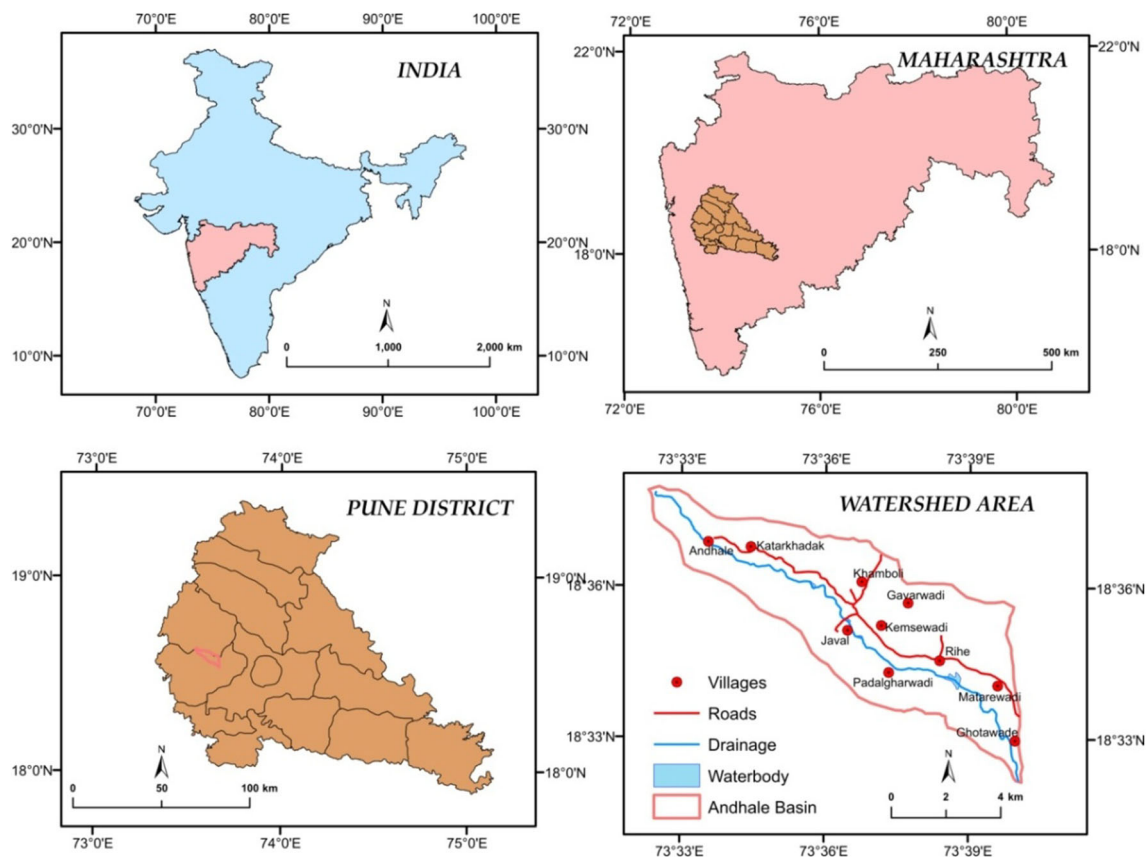 70°0'E 80°0'E 90°0'E 100°0'E
INDIA
30°0'N 30°0'N
20°0'N 20°0'N
10°0'N 10°0'N
N
0 1,000 2,000 km
70°0'E 80°0'E 90°0'E 100°0'E
72°0'E 76°0'E 80°0'E
MAHARASHTRA
22°0'N 22°0'N
18°0'N 18°0'N
N
0 250 500 km
72°0'E 76°0'E 80°0'E
73°0'E 74°0'E 75°0'E
PUNE DISTRICT
19°0'N 19°0'N
18°0'N 18°0'N
N
0 50 100 km
73°0'E 74°0'E 75°0'E
73°33'E 73°36'E 73°39'E
WATERSHED AREA
Andhale
Katarkhadak
Khamboli
18°36'N 18°36'N
Gavarwadi
Kemsewadi
Javal
Rihe
Padalgharwadi
Matarewadi
Ghotawade
18°33'N 18°33'N
Villages
Roads
Drainage
Waterbody
Andhale Basin
N
0 2 4 km
73°33'E 73°36'E 73°39'E